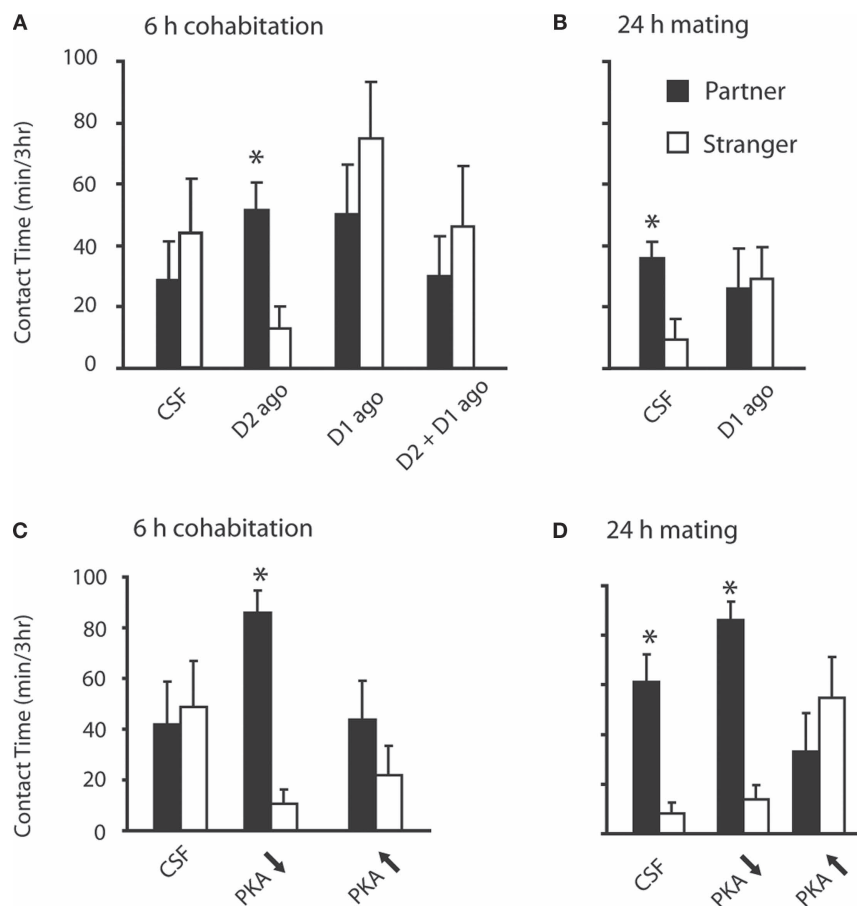 A
6 h cohabitation
Contact Time (min/3hr)
100
80
60
40
20
0
*
CSF
D2 ago
D1 ago
D2 + D1 ago
B
24 h mating
Partner
Stranger
*
CSF
D1 ago
C
6 h cohabitation
Contact Time (min/3hr)
100
80
60
40
20
0
*
CSF
PKA
PKA
D
24 h mating
*
*
CSF
PKA
PKA